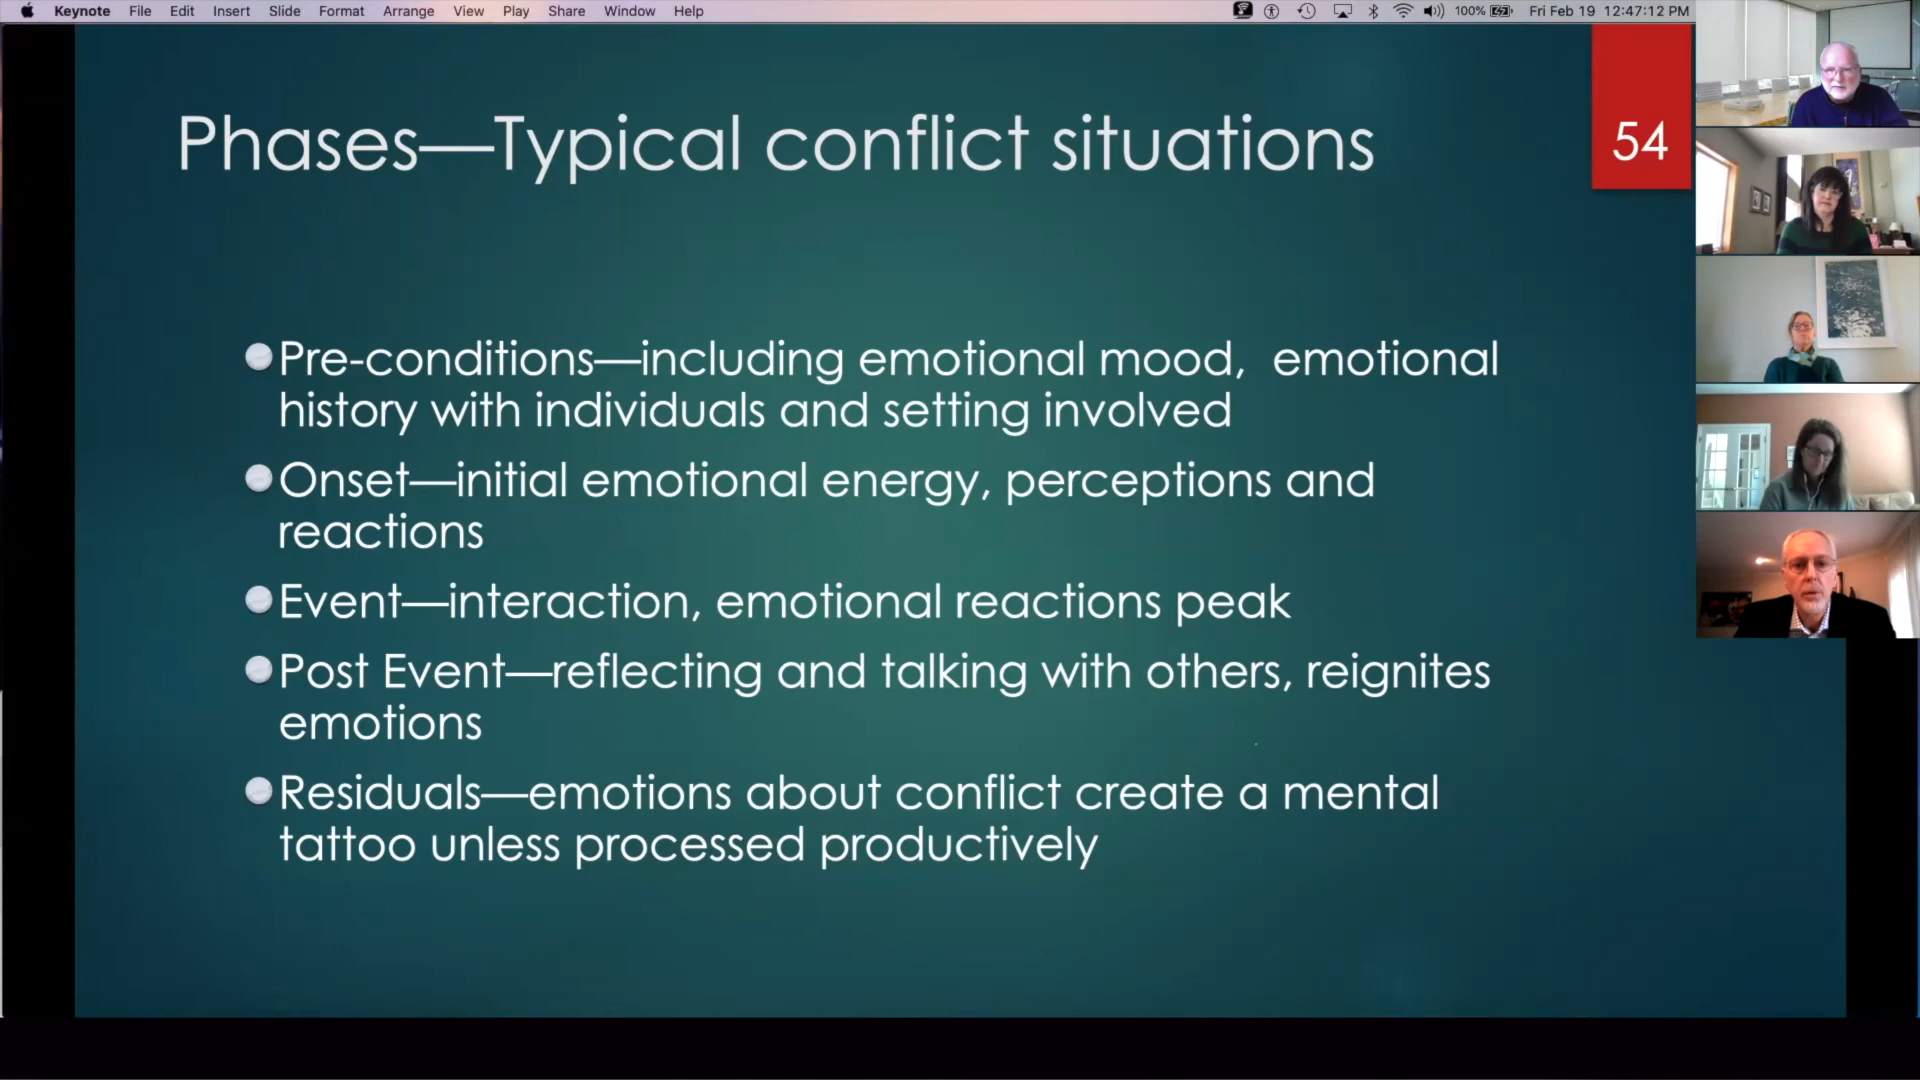 Keynote File Edit Insert Slide Format Arrange View Play Share Window Help 100% Fri Feb 19 12:47:12 PM
Phases—Typical conflict situations
54
Pre-conditions—including emotional mood, emotional
history with individuals and setting involved
Onset—initial emotional energy, perceptions and
reactions
Event—interaction, emotional reactions peak
Post Event—reflecting and talking with others, reignites
emotions
Residuals—emotions about conflict create a mental
tattoo unless processed productively